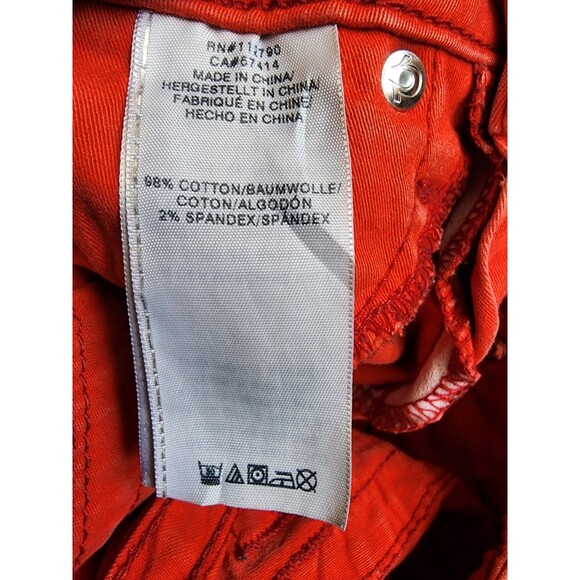 RN#111790
CA#57414
MADE IN CHINA/
HERGESTELLT IN CHINA/
FABRIQUÉ EN CHINE/
HECHO EN CHINA
98% COTTON/BAUMWOLLE/
COTON/ALGODÓN
2% SPANDEX/SPANDEX